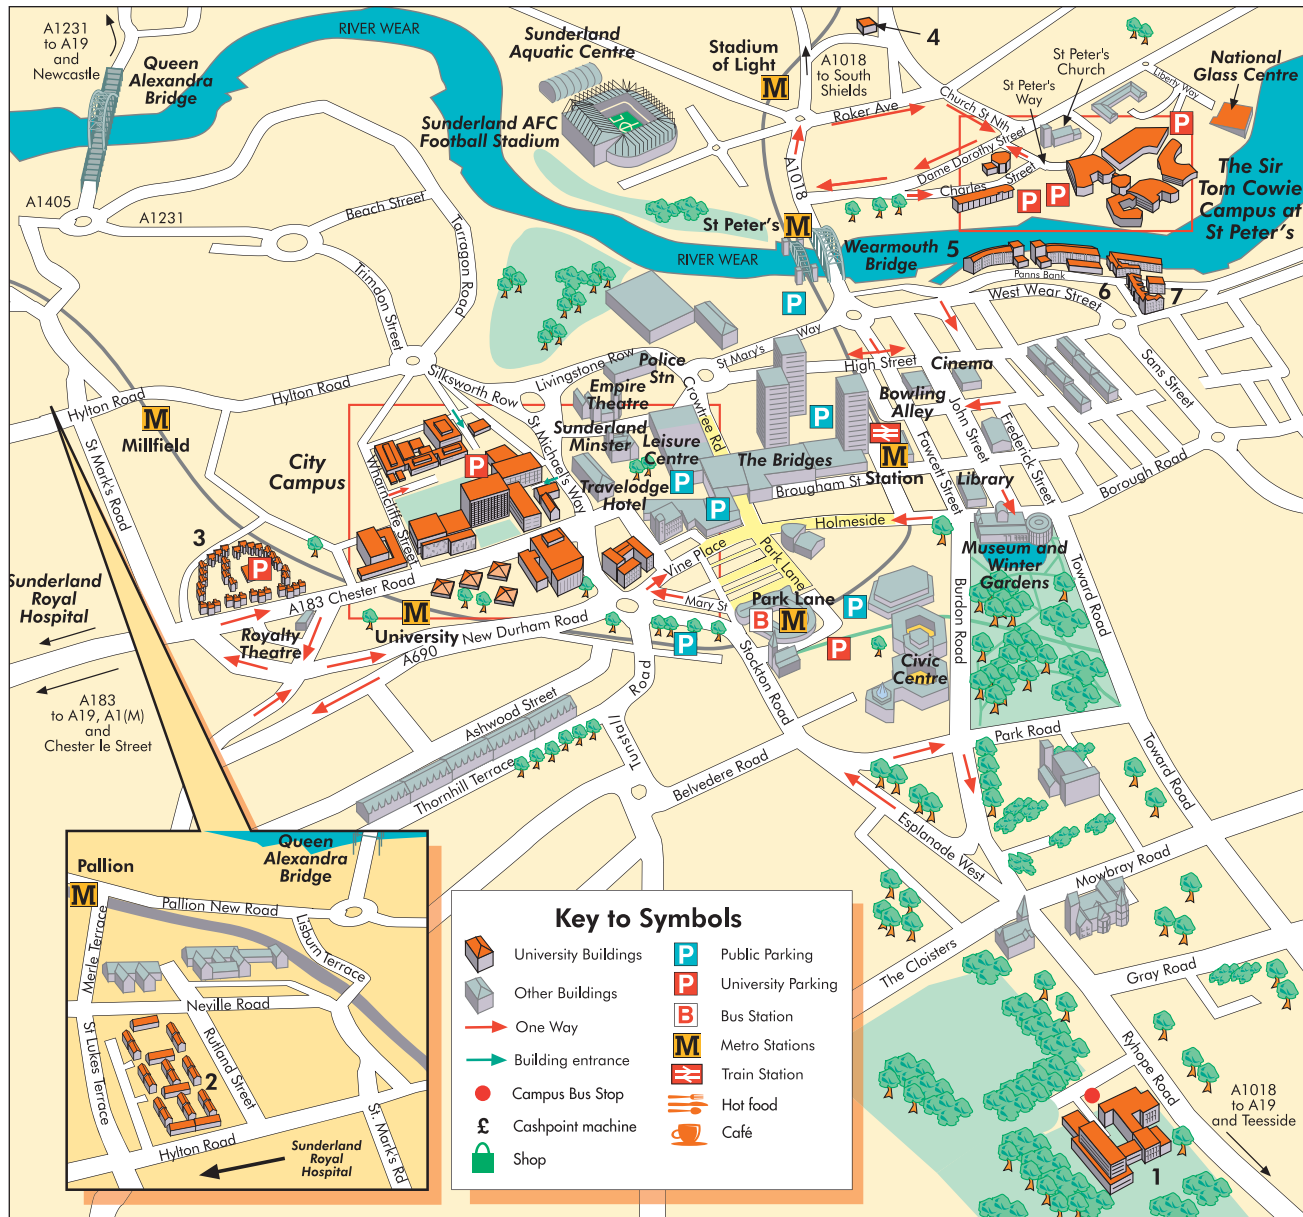 A1231
to A19
and
Newcastle
Queen
Alexandra
Bridge
RIVER WEAR
Sunderland
Aquatic Centre
Stadium
of Light
M
4
A1018
to South
Shields
St Peter's
Church
St Peter's
Way
Liberty Way
National
Glass Centre
Sunderland AFC
Football Stadium
Roker Ave
Church St Nth
Dame Dorothy Street
Charles Street
A1018
P
P
P
The Sir
Tom Cowie
Campus at
St Peter's
A1405
A1231
Beach Street
Tarragon Road
Trimdon Street
St Peter's
M
RIVER WEAR
Wearmouth
Bridge
5
Panns Bank
West Wear Street
6
7
P
St Mary's Way
High Street
Cinema
Sans Street
Livingstone Row
Police
Stn
Empire
Theatre
Crowtree Rd
Silksworth Row
Hylton Road
Hylton Road
M
Millfield
St Mark's Road
City
Campus
Wharncliffe Street
P
St Michael's Way
Sunderland
Minster
Leisure
Centre
Travelodge
Hotel
P
P
P
The Bridges
Brougham St
Bowling
Alley
M
Station
Fawcett Street
John Street
Frederick Street
Library
Borough Road
Holmeside
Museum and
Winter
Gardens
3
P
Sunderland
Royal
Hospital
A183 Chester Road
Royalty
Theatre
M
University
New Durham Road
A690
Vine Place
Mary St
Park Lane
Park Lane
B
M
P
P
P
Stockton Road
Civic
Centre
Burdon Road
Toward Road
A183
to A19, A1(M)
and
Chester le Street
Ashwood Street
Thornhill Terrace
Tunstall Road
Belvedere Road
Park Road
Toward Road
Esplanade West
Mowbray Road
The Cloisters
Gray Road
Ryhope Road
A1018
to A19
and Teesside
1
Pallion
M
Queen
Alexandra
Bridge
Pallion New Road
Lisburn Terrace
Merle Terrace
Neville Road
St Lukes Terrace
Rutland Street
2
Hylton Road
Sunderland
Royal
Hospital
St Mark's Rd
Key to Symbols
University Buildings
Other Buildings
One Way
Building entrance
Campus Bus Stop
£ Cashpoint machine
Shop
P Public Parking
P University Parking
B Bus Station
M Metro Stations
Train Station
Hot food
Café